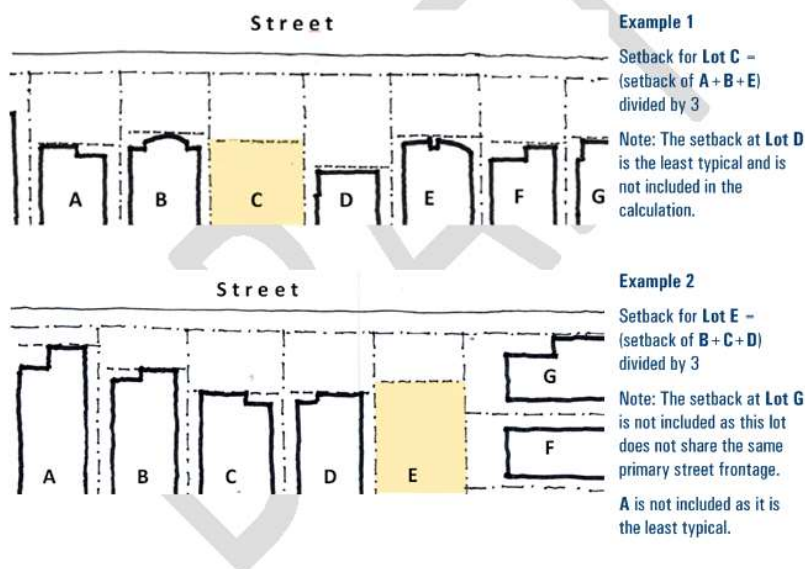 Street
A
B
C
D
E
F
G
Example 1
Setback for Lot C =
(setback of A+B+E)
divided by 3
Note: The setback at Lot D
is the least typical and is
not included in the
calculation.
Street
A
B
C
D
E
G
F
Example 2
Setback for Lot E =
(setback of B+C+D)
divided by 3
Note: The setback at Lot G
is not included as this lot
does not share the same
primary street frontage.
A is not included as it is
the least typical.